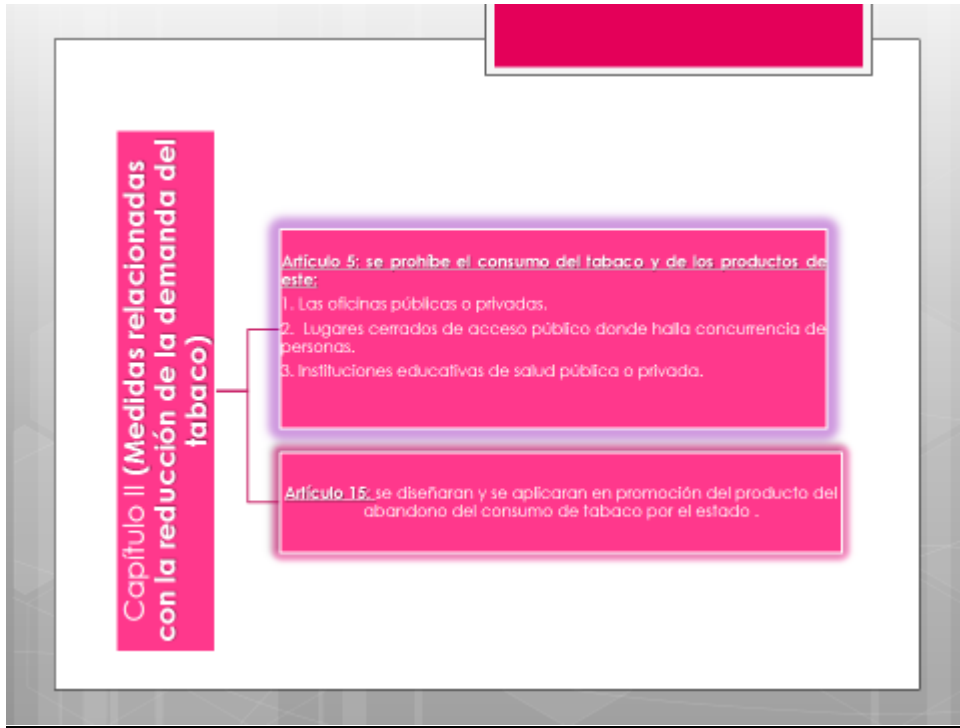 Capítulo II (Medidas relacionadas
con la reducción de la demanda del
tabaco)
Artículo 5: se prohíbe el consumo del tabaco y de los productos de
este:
1. Las oficinas públicas o privadas.
2. Lugares cerrados de acceso público donde halla concurrencia de
personas.
3. Instituciones educativas de salud pública o privada.
Artículo 15: se diseñaran y se aplicaran en promoción del producto del
abandono del consumo de tabaco por el estado .